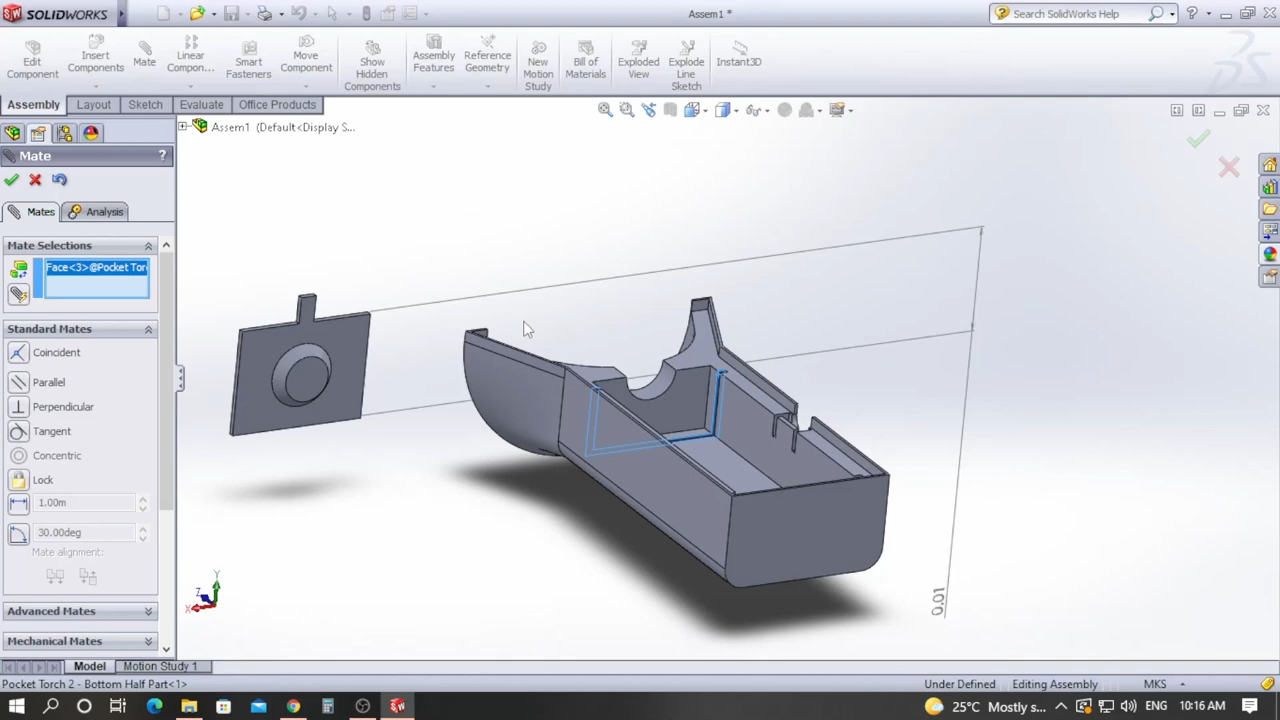 SOLIDWORKS
Assem1 *
Search SolidWorks Help
Edit
Component
Insert
Components
Mate
Linear
Compon...
Smart
Fasteners
Move
Component
Show
Hidden
Components
Assembly
Features
Reference
Geometry
New
Motion
Study
Bill of
Materials
Exploded
View
Explode
Line
Sketch
Instant3D
Assembly
Layout
Sketch
Evaluate
Office Products
Assem1 (Default<Display S...
Mate
?
Mates
Analysis
Mate Selections
Face<3>@Pocket Tor
Standard Mates
Coincident
Parallel
Perpendicular
Tangent
Concentric
Lock
1.00m
30.00deg
Mate alignment:
Advanced Mates
Mechanical Mates
Y
Z
X
0.01
Model
Motion Study 1
Pocket Torch 2 - Bottom Half Part<1>
Under Defined
Editing Assembly
MKS
25°C Mostly s...
ENG
10:16 AM